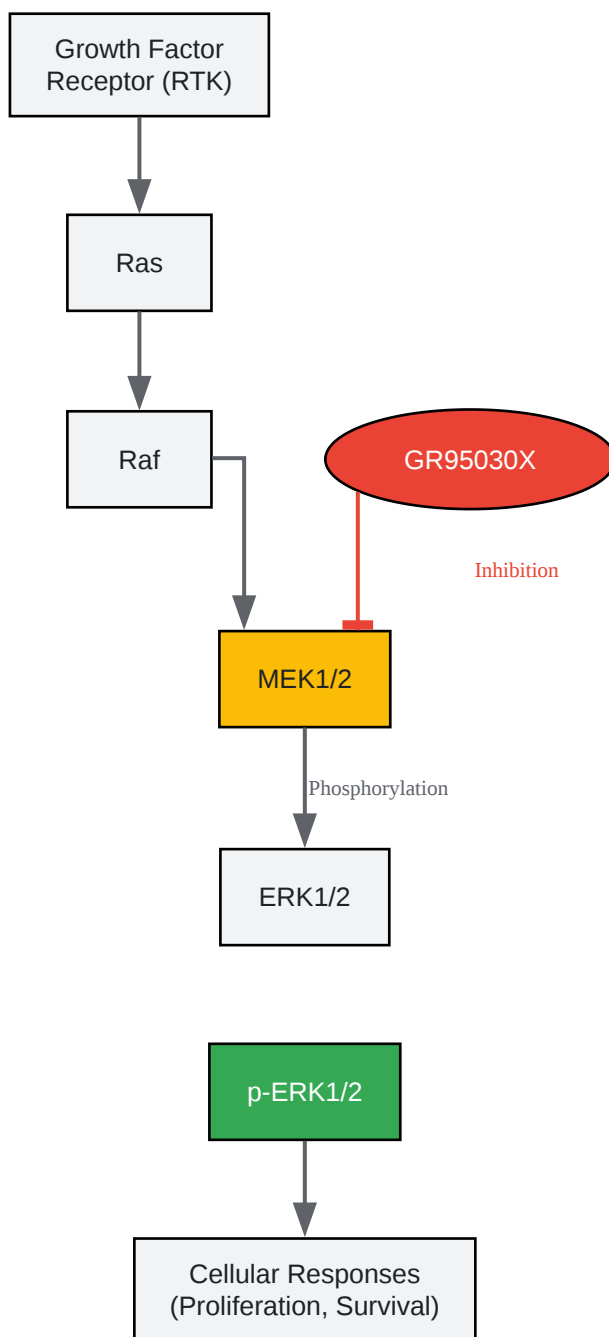 Growth Factor
Receptor (RTK)
Ras
Raf
GR95030X
Inhibition
MEK1/2
Phosphorylation
ERK1/2
p-ERK1/2
Cellular Responses
(Proliferation, Survival)